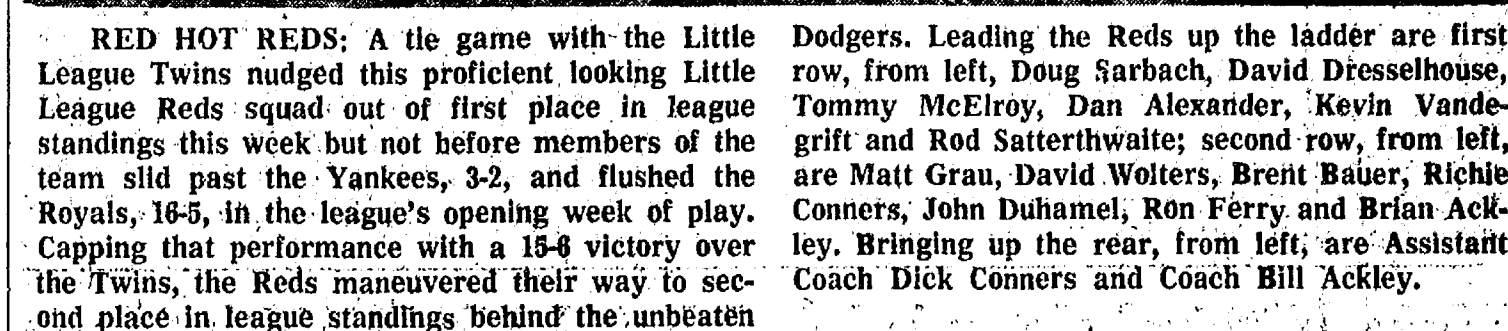 RED HOT REDS: A tie game with the Little
League Twins nudged this proficient looking Little
League Reds squad out of first place in league
standings this week but not before members of the
team slid past the Yankees, 3-2, and flushed the
Royals, 16-5, in the league's opening week of play.
Capping that performance with a 15-6 victory over
the Twins, the Reds maneuvered their way to sec-
ond place in league standings behind the unbeaten
Dodgers. Leading the Reds up the ladder are first
row, from left, Doug Sarbach, David Dresselhouse,
Tommy McElroy, Dan Alexander, Kevin Vande-
grift and Rod Satterthwaite; second row, from left,
are Matt Grau, David Wolters, Brent Bauer, Richie
Conners, John Duhamel, Ron Ferry and Brian Ack-
ley. Bringing up the rear, from left, are Assistant
Coach Dick Conners and Coach Bill Ackley.